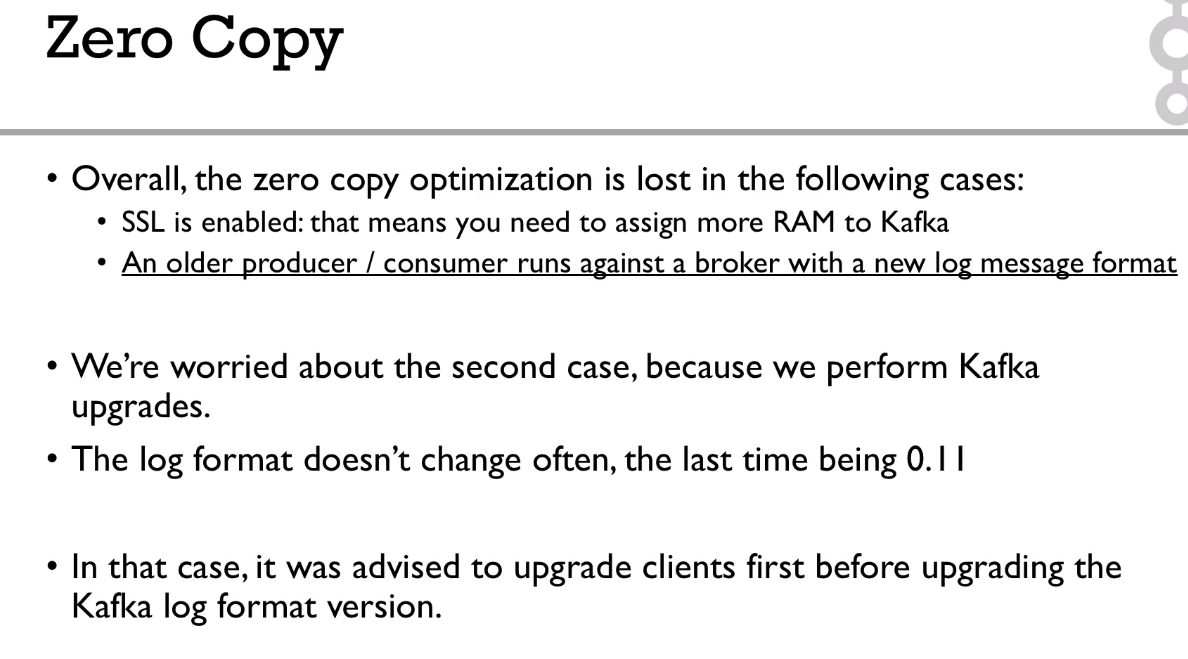 Zero Copy
• Overall, the zero copy optimization is lost in the following cases:
• SSL is enabled: that means you need to assign more RAM to Kafka
• An older producer / consumer runs against a broker with a new log message format
• We’re worried about the second case, because we perform Kafka
upgrades.
• The log format doesn’t change often, the last time being 0.11
• In that case, it was advised to upgrade clients first before upgrading the
Kafka log format version.